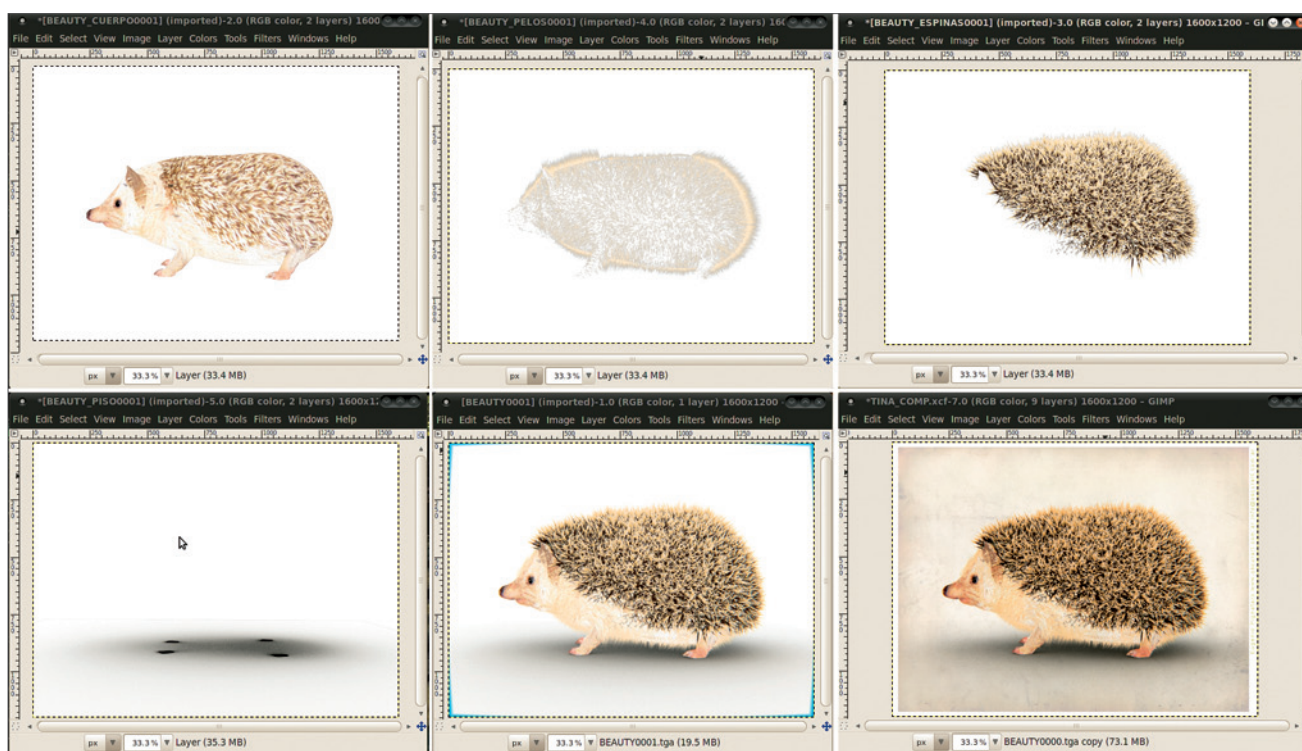 *[BEAUTY_CUERPO0001] (imported)-2.0 (RGB color, 2 layers) 1600
File Edit Select View Image Layer Colors Tools Filters Windows Help
px 33.3% Layer (33.4 MB)
*[BEAUTY_PELOS0001] (imported)-4.0 (RGB color, 2 layers) 16
File Edit Select View Image Layer Colors Tools Filters Windows Help
px 33.3% Layer (33.4 MB)
*[BEAUTY_ESPINAS0001] (imported)-3.0 (RGB color, 2 layers) 1600x1200 – GI
File Edit Select View Image Layer Colors Tools Filters Windows Help
px 33.3% Layer (33.4 MB)
*[BEAUTY_PISO0001] (imported)-5.0 (RGB color, 2 layers) 1600x12
File Edit Select View Image Layer Colors Tools Filters Windows Help
px 33.3% Layer (35.3 MB)
[BEAUTY0001] (imported)-1.0 (RGB color, 1 layer) 1600x1200
File Edit Select View Image Layer Colors Tools Filters Windows Help
px 33.3% BEAUTY0001.tga (19.5 MB)
*TINA_COMP.xcf-7.0 (RGB color, 9 layers) 1600x1200 – GIMP
File Edit Select View Image Layer Colors Tools Filters Windows Help
px 33.3% BEAUTY0000.tga copy (73.1 MB)